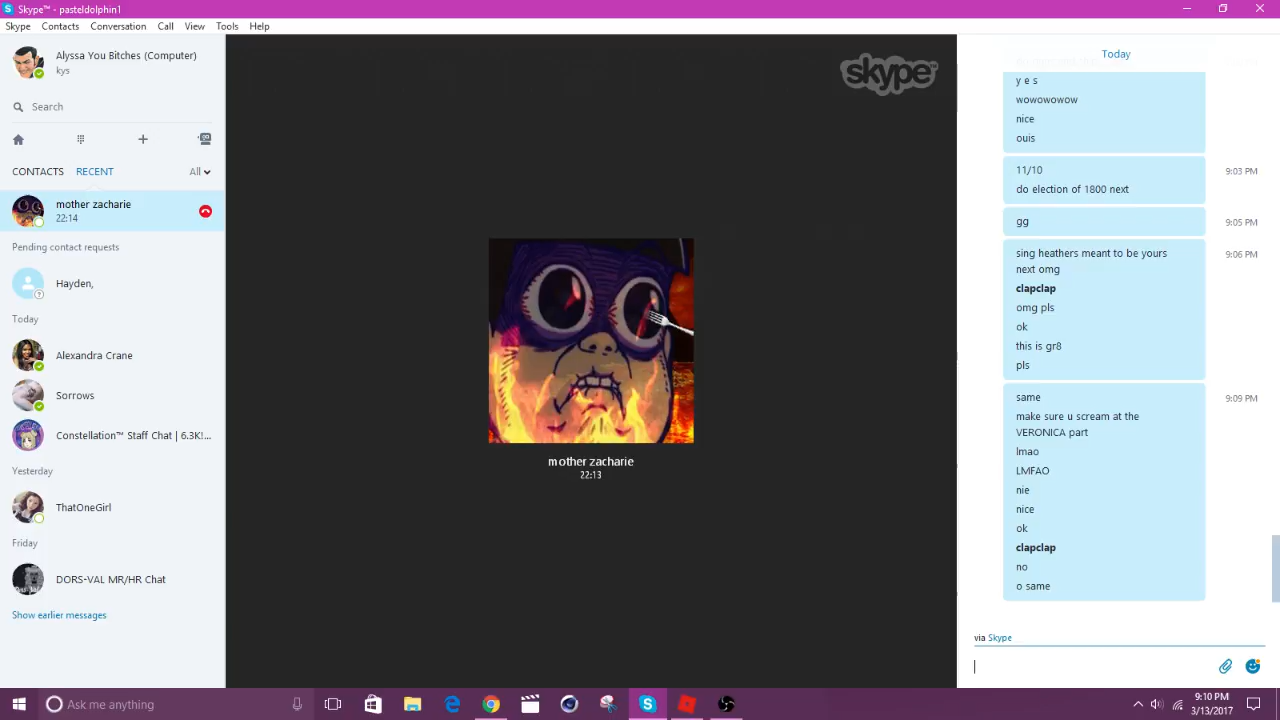 Skype™ - pasteldolphin1
Skype Contacts Conversation Call View Tools Help
Alyssa You Bitches (Computer)
kys
Search
CONTACTS RECENT All
mother zacharie
22:14
Pending contact requests
Hayden,
Today
Alexandra Crane
Sorrows
Constellation™ Staff Chat | 6.3K!...
Yesterday
ThatOneGirl
Friday
DORS-VAL MR/HR Chat
Show earlier messages
skype™
mother zacharie
22:13
Today
y e s
wowowowow
nice
ouis
11/10 9:03 PM
do election of 1800 next
gg 9:05 PM
sing heathers meant to be yours 9:06 PM
next omg
clapclap
omg pls
ok
this is gr8
pls
same 9:09 PM
make sure u scream at the
VERONICA part
lmao
LMFAO
nie
nice
ok
clapclap
no
o same
via Skype
Ask me anything
9:10 PM
3/13/2017